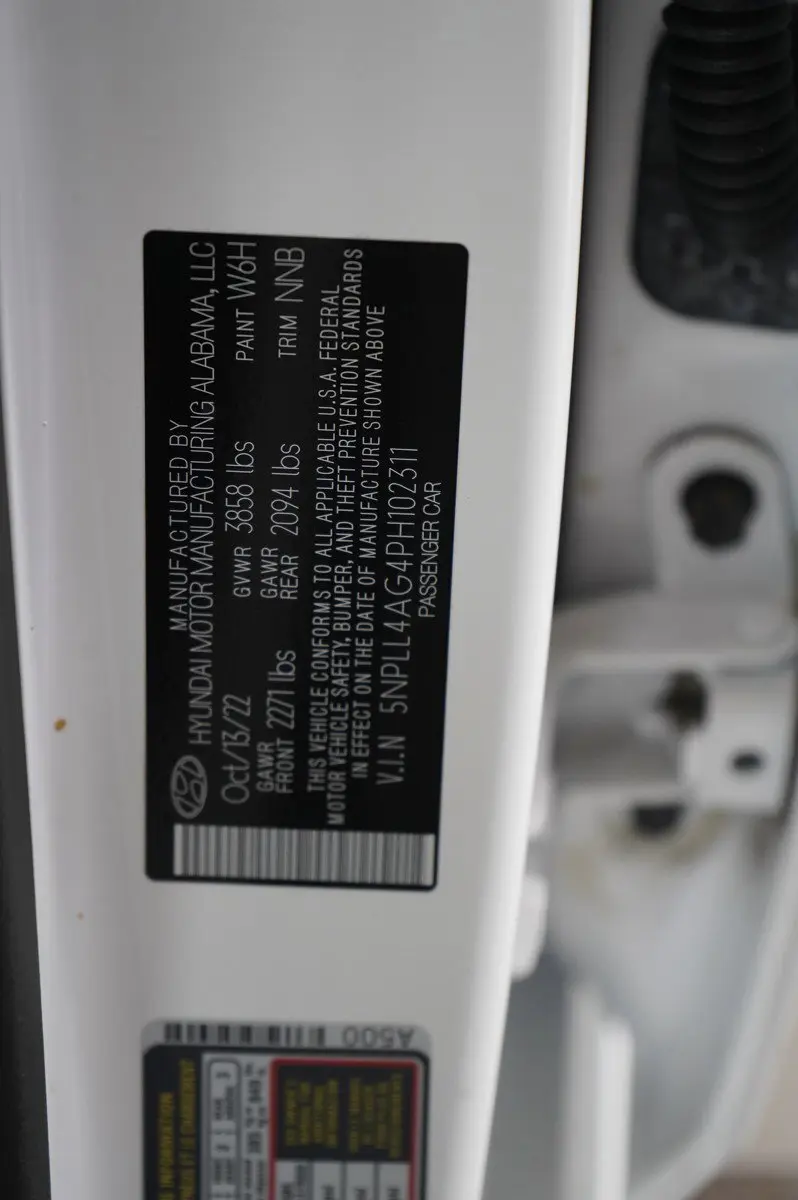 MANUFACTURED BY
HYUNDAI MOTOR MANUFACTURING ALABAMA, LLC
Oct/13/22 GVWR 3858 lbs PAINT W6H
GAWR FRONT 2271 lbs GAWR REAR 2094 lbs TRIM NNB
THIS VEHICLE CONFORMS TO ALL APPLICABLE U.S.A. FEDERAL
MOTOR VEHICLE SAFETY, BUMPER, AND THEFT PREVENTION STANDARDS
IN EFFECT ON THE DATE OF MANUFACTURE SHOWN ABOVE
V.I.N 5NPLL4AG4PH102311
PASSENGER CAR
A500
INFORMATION